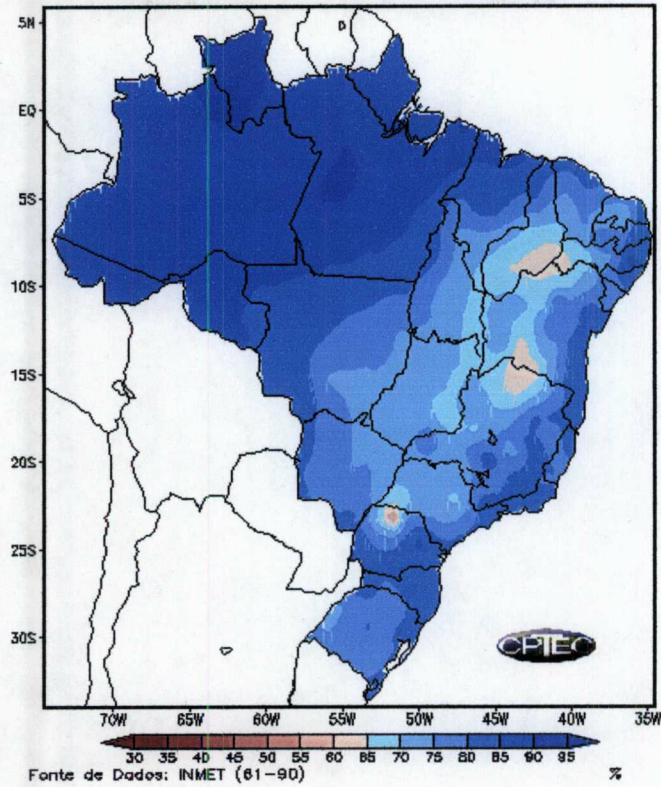 5N
EQ
5S
10S
15S
20S
25S
30S
CPTEC
70W 65W 60W 55W 50W 45W 40W 35W
30 35 40 45 50 55 60 65 70 75 80 85 90 95
Fonte de Dados: INMET (61-90) %